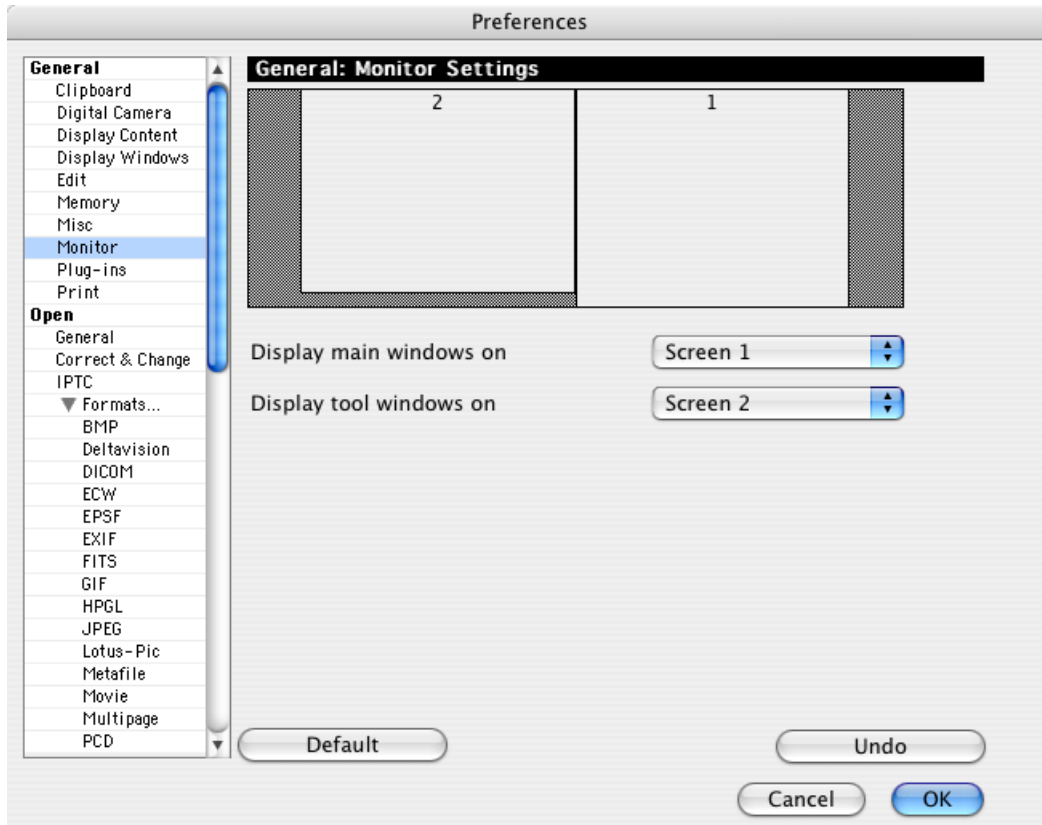 Preferences
General
Clipboard
Digital Camera
Display Content
Display Windows
Edit
Memory
Misc
Monitor
Plug-ins
Print
Open
General
Correct & Change
IPTC
Formats...
BMP
Deltavision
DICOM
ECW
EPSF
EXIF
FITS
GIF
HPGL
JPEG
Lotus-Pic
Metafile
Movie
Multipage
PCD
General: Monitor Settings
2 1
Display main windows on Screen 1
Display tool windows on Screen 2
Default Undo
Cancel OK